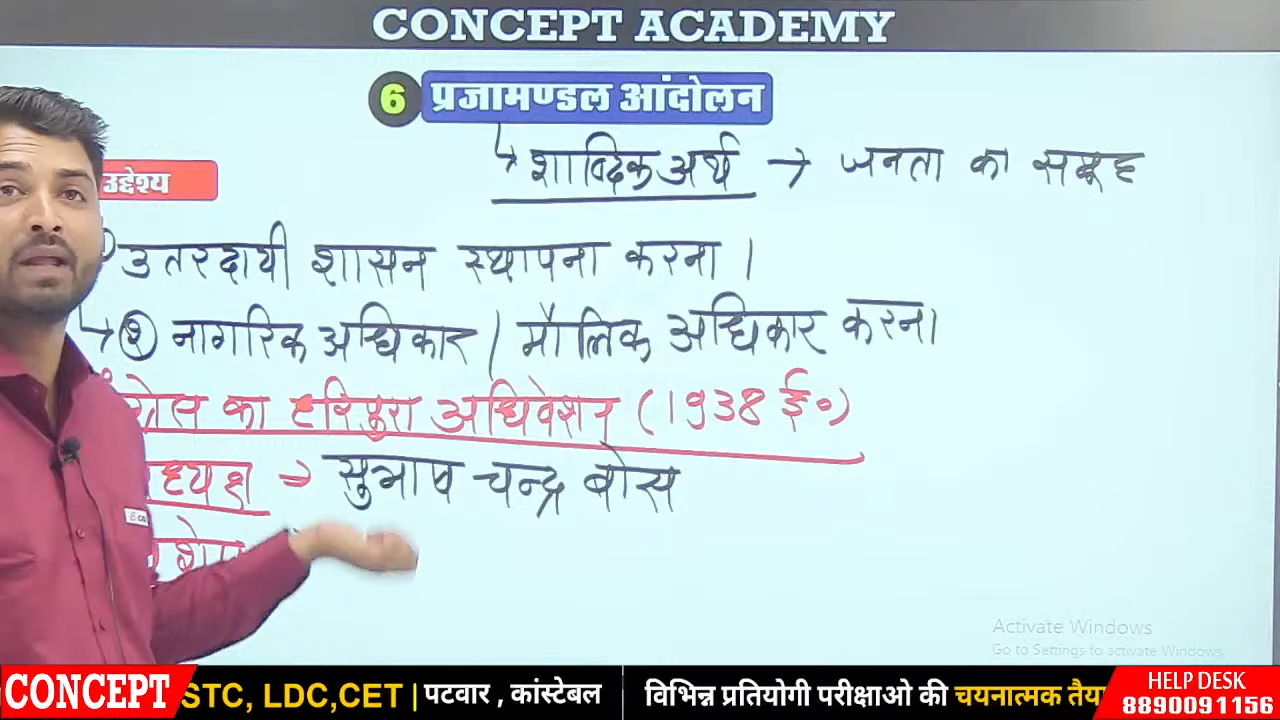 CONCEPT ACADEMY
6 प्रजामण्डल आंदोलन
↳ शाब्दिक अर्थ → जनता का समूह
उद्देश्य
उतरदायी शासन स्थापना करना ।
↳ ② नागरिक अधिकार / मौलिक अधिकार करना
का हरिपुरा अधिवेशन (1938 ई०)
⇒ सुभाष चन्द्र बोस
Activate Windows
Go to Settings to activate Windows.
CONCEPT STC, LDC,CET | पटवार , कांस्टेबल विभिन्न प्रतियोगी परीक्षाओ की चयनात्मक HELP DESK
8890091156